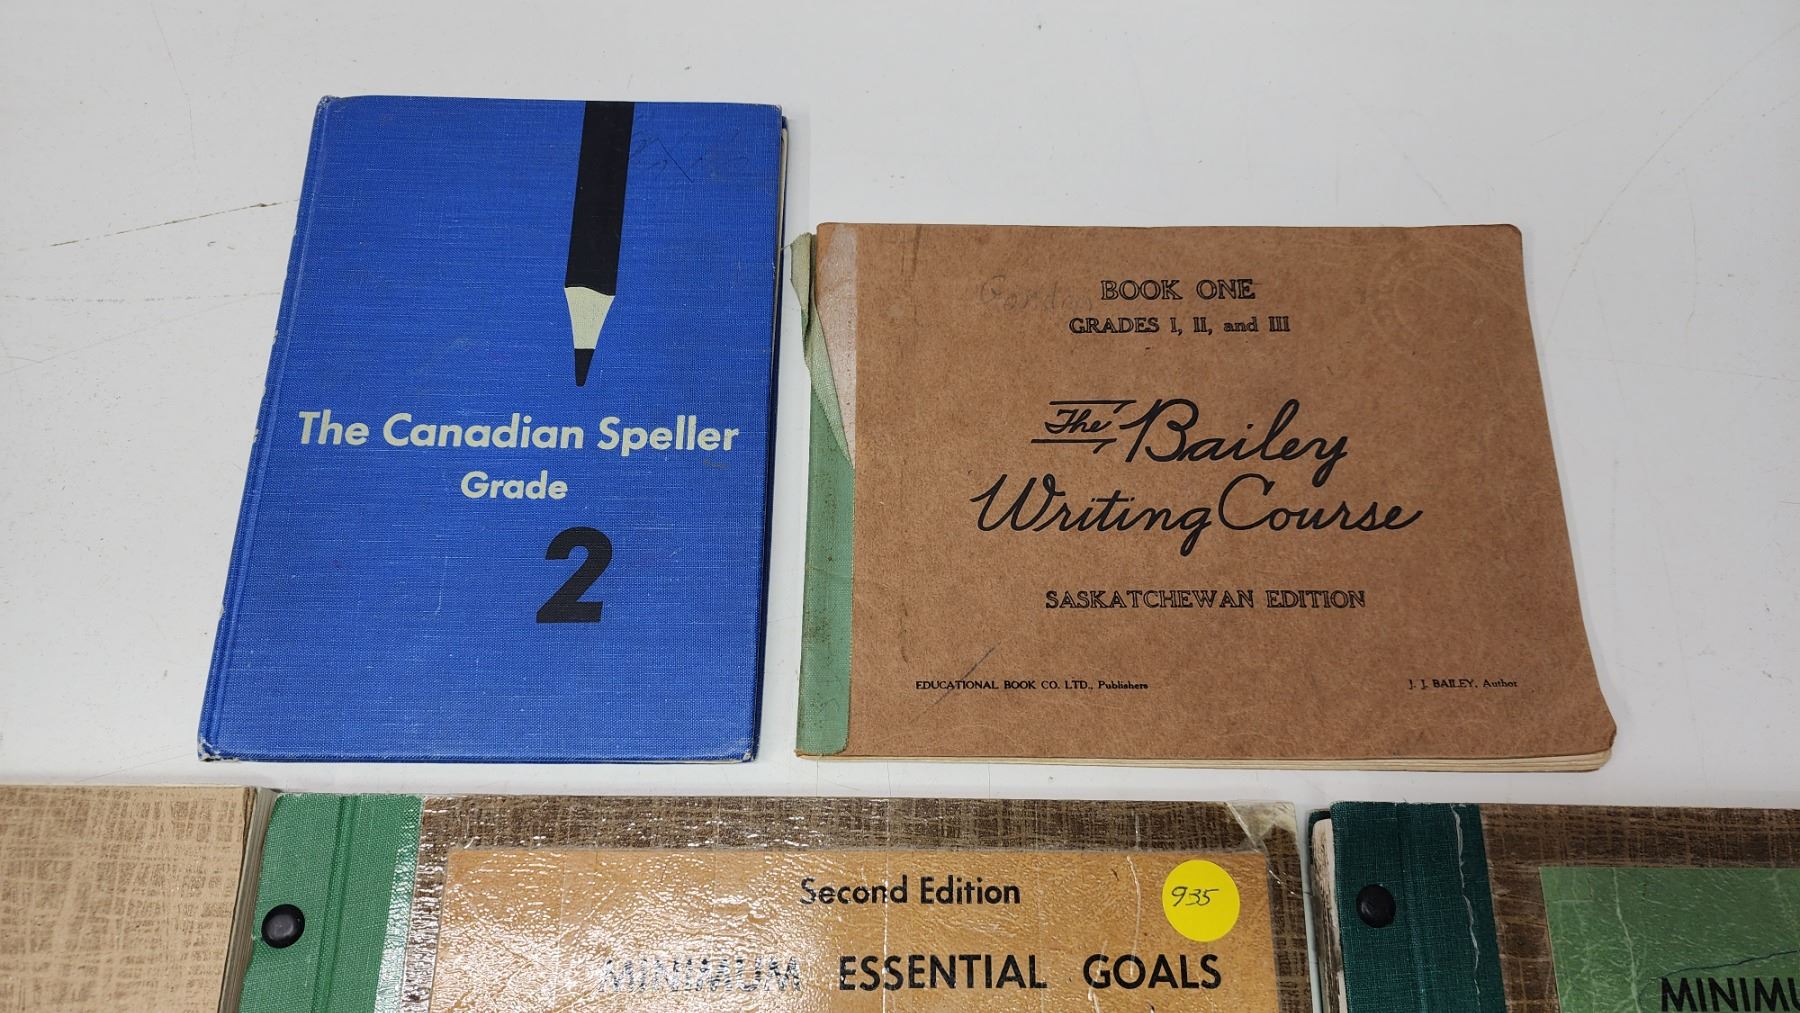 The Canadian Speller
Grade
2
BOOK ONE
GRADES I, II, and III
The Bailey
Writing Course
SASKATCHEWAN EDITION
EDUCATIONAL BOOK CO. LTD., Publishers
J. J. BAILEY, Author
Second Edition
935
MINIMUM ESSENTIAL GOALS